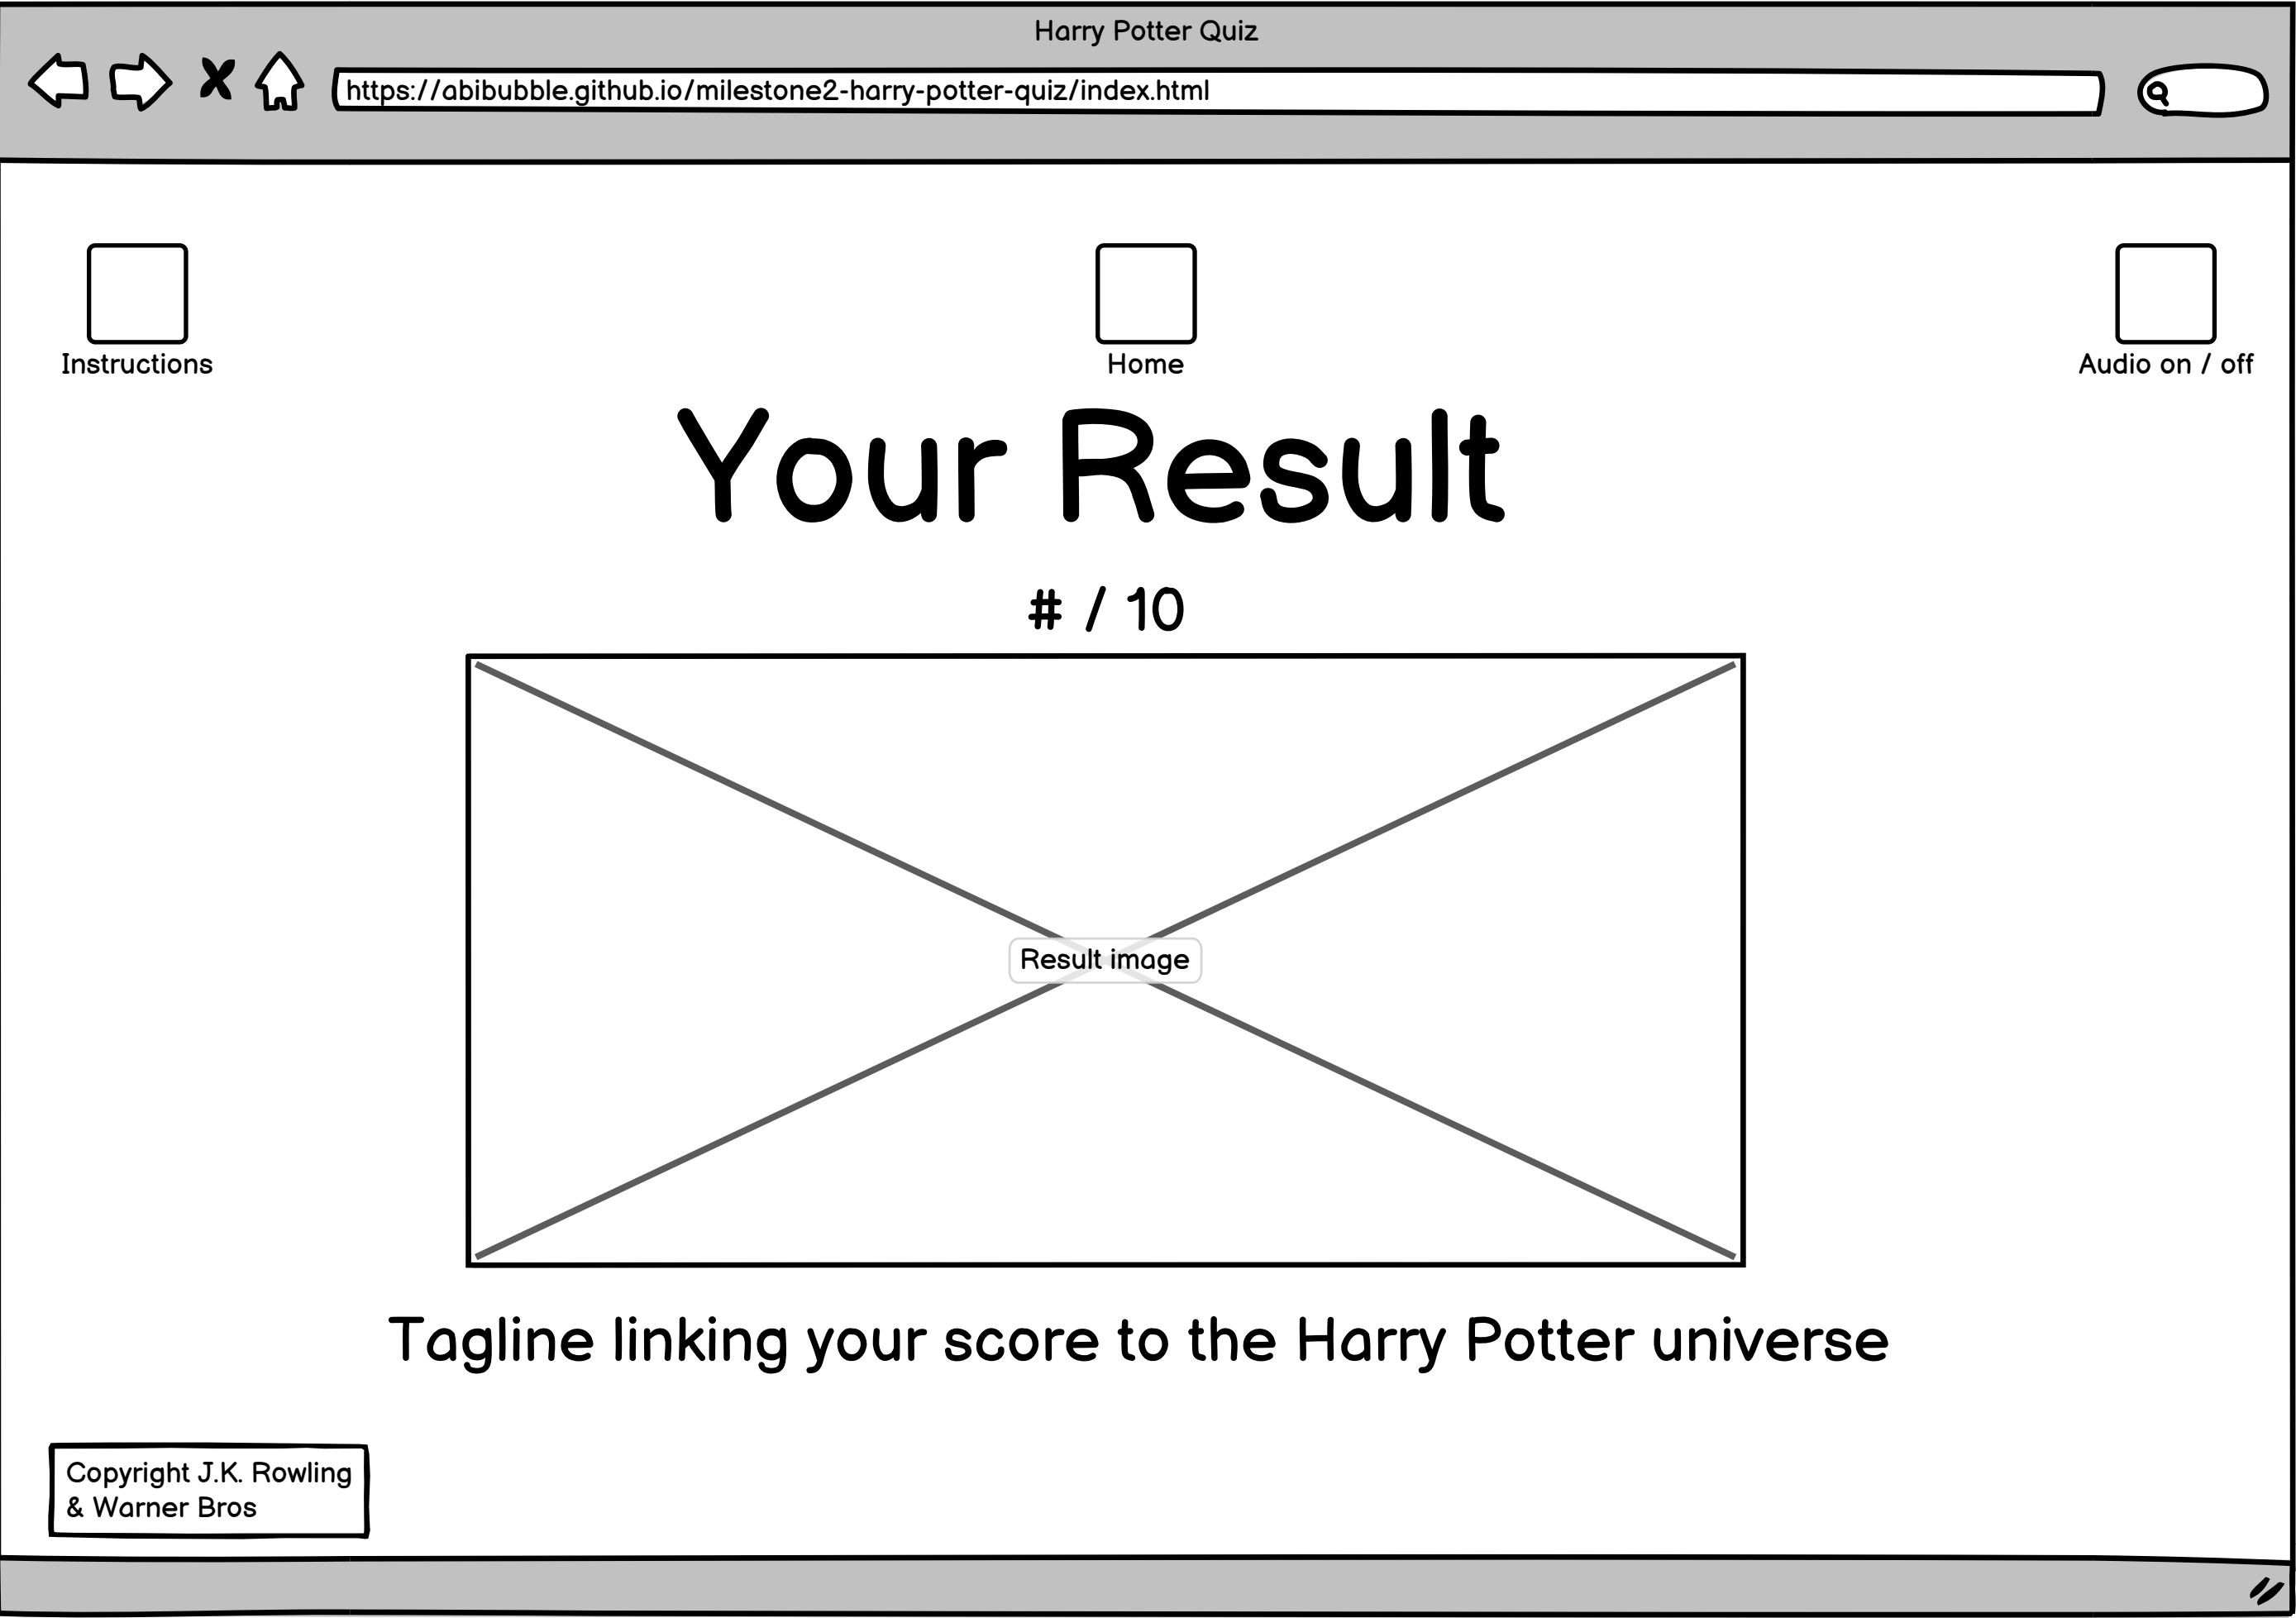 Harry Potter Quiz
https://abibubble.github.io/milestone2-harry-potter-quiz/index.html
Instructions
Home
Audio on / off
Your Result
# / 10
Result image
Tagline linking your score to the Harry Potter universe
Copyright J.K. Rowling
& Warner Bros